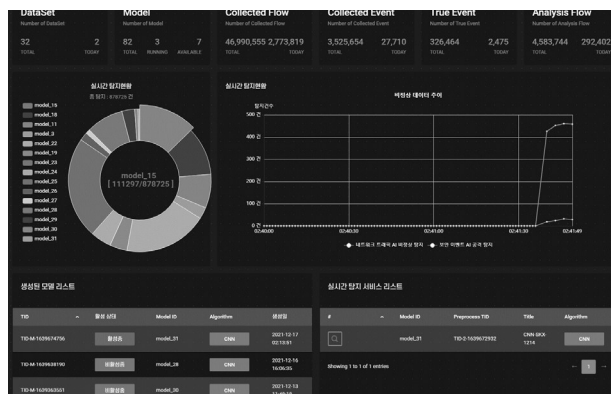 DataSet
Number of DataSet
32 2
TOTAL TODAY
Model
Number of Model
82 3 7
TOTAL RUNNING AVAILABLE
Collected Flow
Number of Collected Flow
46,990,555 2,773,819
TOTAL TODAY
Collected Event
Number of Collected Event
3,525,654 27,710
TOTAL TODAY
True Event
Number of True Event
326,464 2,475
TOTAL TODAY
Analysis Flow
Number of Analysis Flow
4,583,744 292,402
TOTAL TODAY
실시간 탐지현황
총 탐지 : 878725 건
model_15
model_18
model_11
model_3
model_22
model_19
model_23
model_24
model_25
model_26
model_27
model_28
model_29
model_30
model_31
model_15
[ 111297/878725 ]
실시간 탐지현황
비정상 데이터 추이
탐지건수
500 건
400 건
300 건
200 건
100 건
0 건
02:40:00 02:40:30 02:41:00 02:41:30 02:41:49
네트워크 트래픽 AI 비정상 탐지 보안 이벤트 AI 공격 탐지
생성된 모델 리스트
TID 활성 상태 Model ID Algorithm 생성일
TID-M-1639674756 활성중 model_31 CNN 2021-12-17
02:13:51
TID-M-1639638190 비활성중 model_28 CNN 2021-12-16
16:06:35
TID-M-1639363551 비활성중 model_30 CNN 2021-12-13
실시간 탐지 서비스 리스트
# Model ID Preprocess TID Title Algorithm
model_31 TID-2-1639672932 CNN-SKX-
1214 CNN
Showing 1 to 1 of 1 entries
1